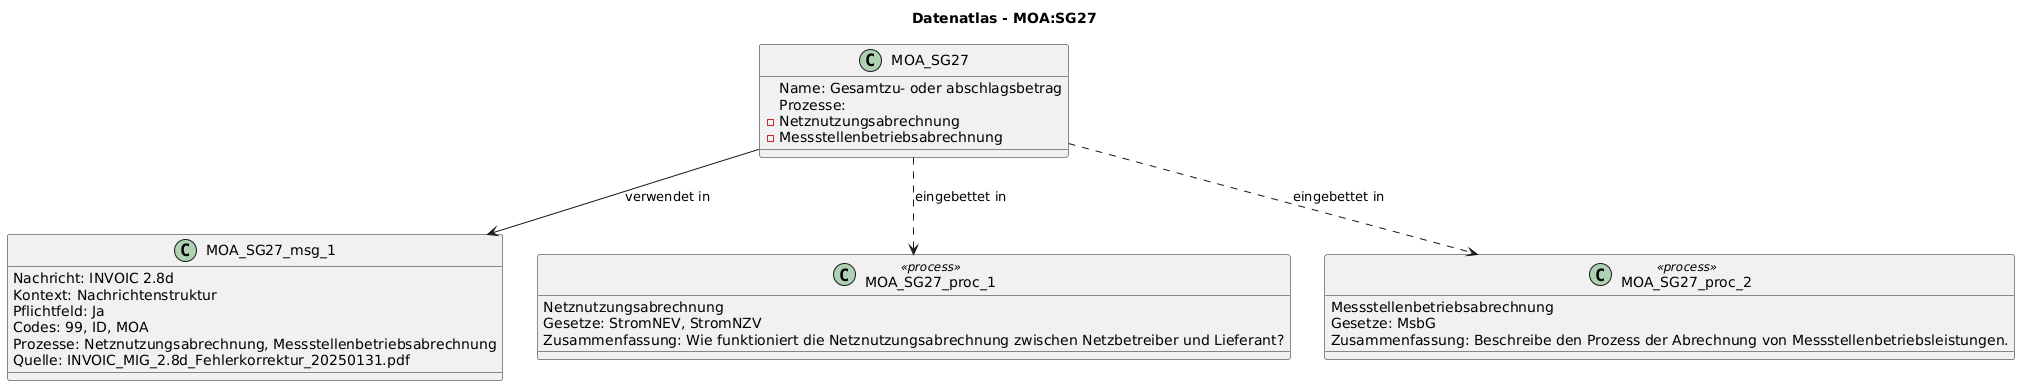 Datenatlas - MOA:SG27
C MOA_SG27
Name: Gesamtzu- oder abschlagsbetrag
Prozesse:
Netznutzungsabrechnung
Messstellenbetriebsabrechnung
verwendet in
eingebettet in
eingebettet in
C MOA_SG27_msg_1
Nachricht: INVOIC 2.8d
Kontext: Nachrichtenstruktur
Pflichtfeld: Ja
Codes: 99, ID, MOA
Prozesse: Netznutzungsabrechnung, Messstellenbetriebsabrechnung
Quelle: INVOIC_MIG_2.8d_Fehlerkorrektur_20250131.pdf
«process»
C MOA_SG27_proc_1
Netznutzungsabrechnung
Gesetze: StromNEV, StromNZV
Zusammenfassung: Wie funktioniert die Netznutzungsabrechnung zwischen Netzbetreiber und Lieferant?
«process»
C MOA_SG27_proc_2
Messstellenbetriebsabrechnung
Gesetze: MsbG
Zusammenfassung: Beschreibe den Prozess der Abrechnung von Messstellenbetriebsleistungen.